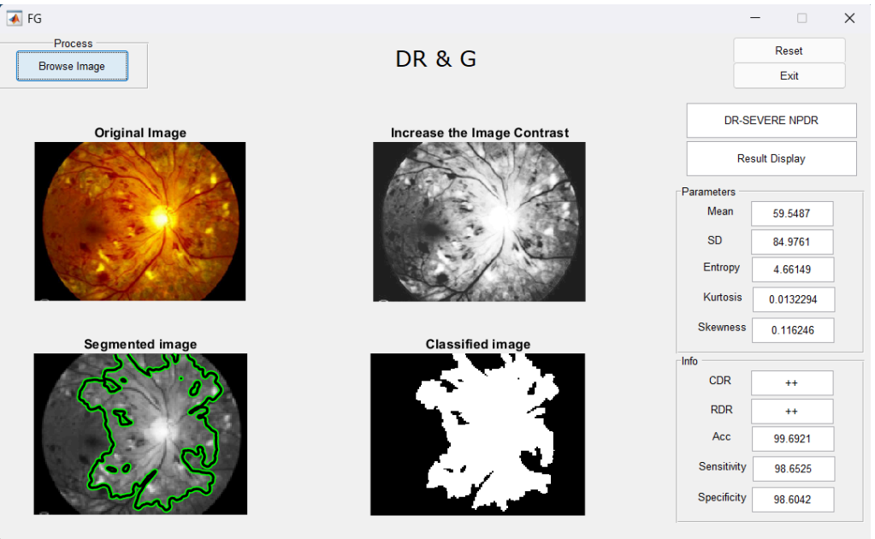 FG
Process
Browse Image
DR & G
Reset
Exit
Original Image
Increase the Image Contrast
DR-SEVERE NPDR
Result Display
Parameters
Mean 59.5487
SD 84.9761
Entropy 4.66149
Kurtosis 0.0132294
Skewness 0.116246
Segmented image
Classified image
Info
CDR ++
RDR ++
Acc 99.6921
Sensitivity 98.6525
Specificity 98.6042